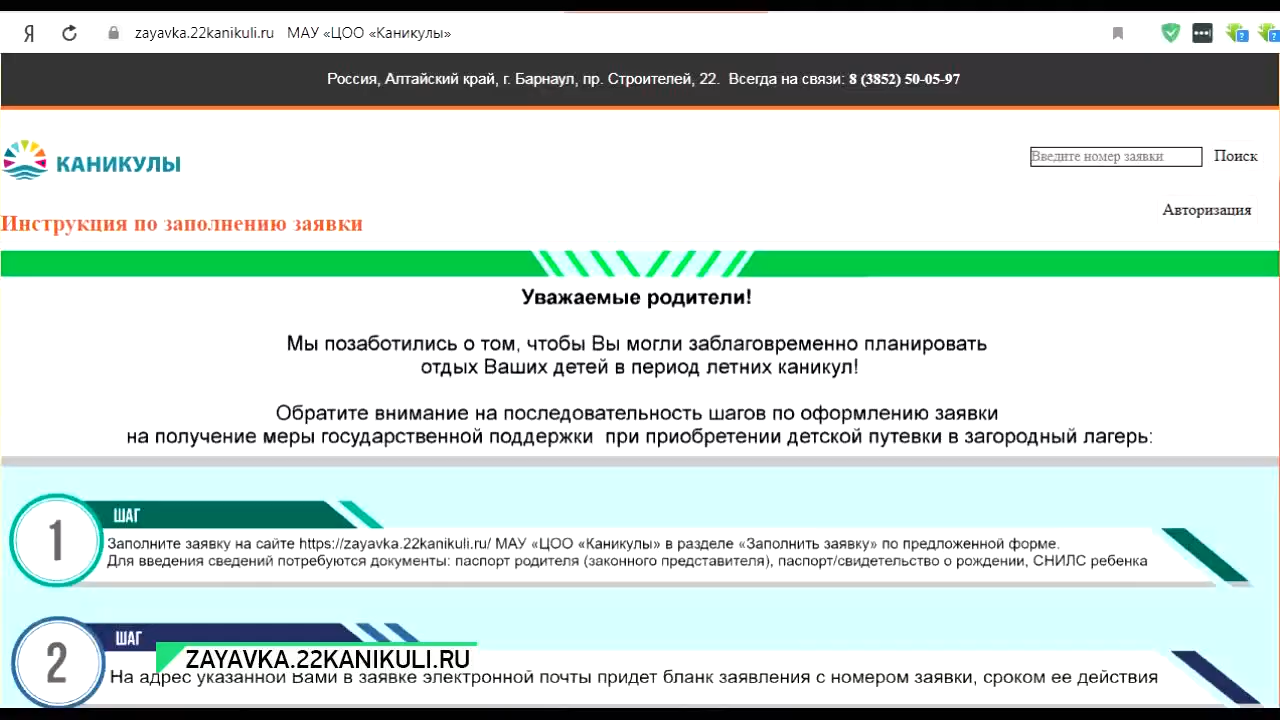 Я zayavka.22kanikuli.ru МАУ «ЦОО «Каникулы»
Россия, Алтайский край, г. Барнаул, пр. Строителей, 22. Всегда на связи: 8 (3852) 50-05-97
КАНИКУЛЫ
Введите номер заявки Поиск
Авторизация
Инструкция по заполнению заявки
Уважаемые родители!
Мы позаботились о том, чтобы Вы могли заблаговременно планировать
отдых Ваших детей в период летних каникул!
Обратите внимание на последовательность шагов по оформлению заявки
на получение меры государственной поддержки при приобретении детской путевки в загородный лагерь:
1 ШАГ
Заполните заявку на сайте https://zayavka.22kanikuli.ru/ МАУ «ЦОО «Каникулы» в разделе «Заполнить заявку» по предложенной форме.
Для введения сведений потребуются документы: паспорт родителя (законного представителя), паспорт/свидетельство о рождении, СНИЛС ребенка
2 ШАГ
ZAYAVKA.22KANIKULI.RU
На адрес указанной Вами в заявке электронной почты придет бланк заявления с номером заявки, сроком ее действия